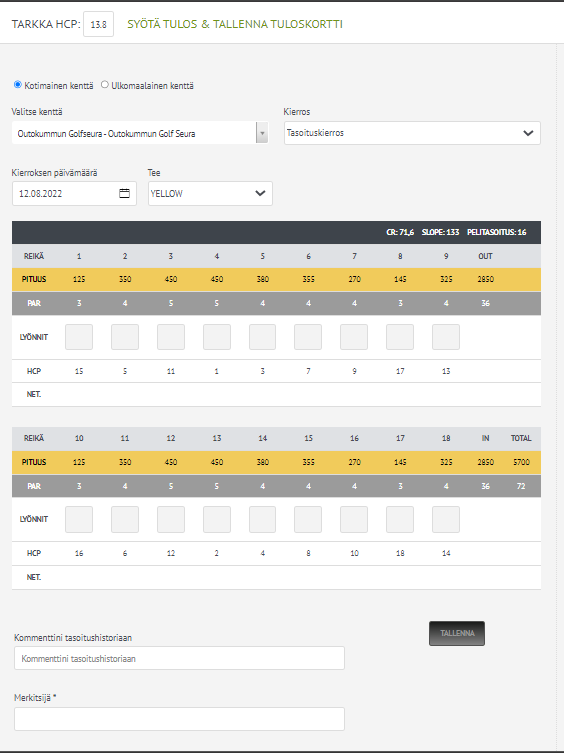 TARKKA HCP: 13.8 SYÖTÄ TULOS & TALLENNA TULOSKORTTI
Kotimainen kenttä Ulkomaalainen kenttä
Valitse kenttä Kierros
Outokummun Golfseura - Outokummun Golf Seura Tasoituskierros
Kierroksen päivämäärä Tee
12.08.2022 YELLOW
CR: 71,6 SLOPE: 133 PELITASOITUS: 16
REIKÄ 1 2 3 4 5 6 7 8 9 OUT
PITUUS 125 350 450 450 380 355 270 145 325 2850
PAR 3 4 5 5 4 4 4 3 4 36
LYÖNNIT
HCP 15 5 11 1 3 7 9 17 13
NET.
REIKÄ 10 11 12 13 14 15 16 17 18 IN TOTAL
PITUUS 125 350 450 450 380 355 270 145 325 2850 5700
PAR 3 4 5 5 4 4 4 3 4 36 72
LYÖNNIT
HCP 16 6 12 2 4 8 10 18 14
NET.
TALLENNA
Kommenttini tasoitushistoriaan
Kommenttini tasoitushistoriaan
Merkitsijä *